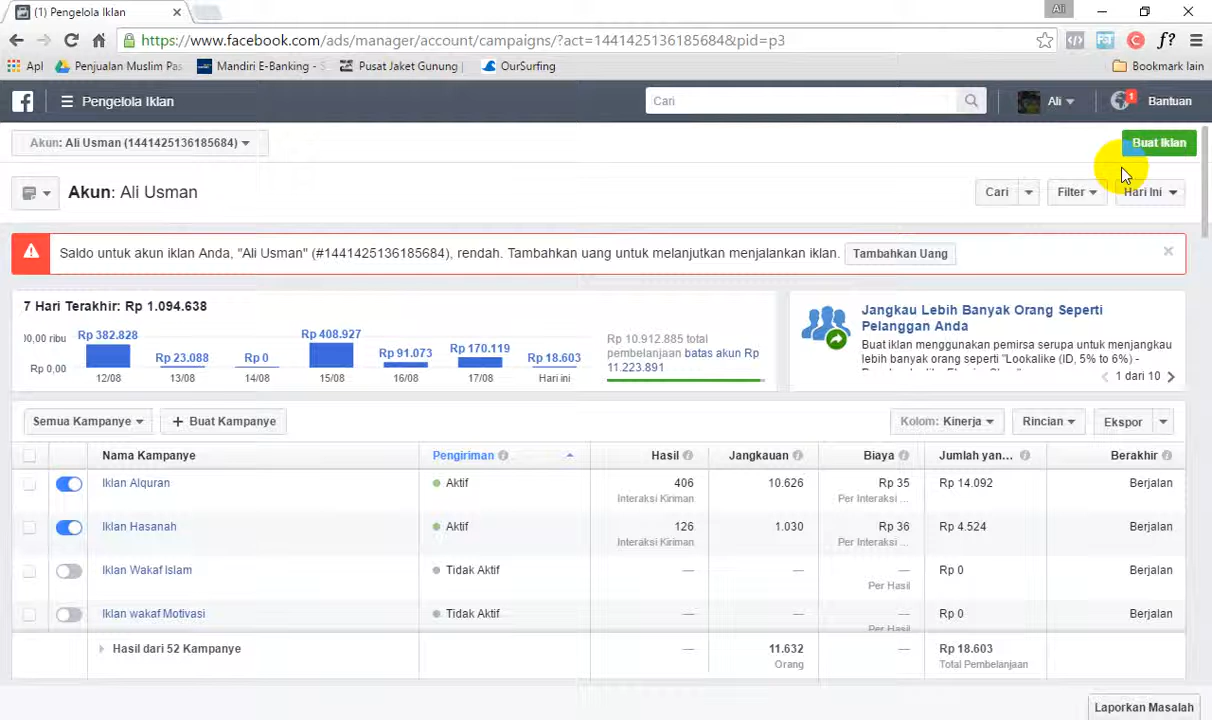 (1) Pengelola Iklan
Ali
https://www.facebook.com/ads/manager/account/campaigns/?act=1441425136185684&pid=p3
f?
Apl
Penjualan Muslim Pas
Mandiri E-Banking - S
Pusat Jaket Gunung
OurSurfing
Bookmark lain
Pengelola Iklan
Cari
Ali
1
Bantuan
Akun: Ali Usman (1441425136185684)
Buat Iklan
Akun: Ali Usman
Cari
Filter
Hari Ini
Saldo untuk akun iklan Anda, "Ali Usman" (#1441425136185684), rendah. Tambahkan uang untuk melanjutkan menjalankan iklan.
Tambahkan Uang
7 Hari Terakhir: Rp 1.094.638
00,00 ribu
Rp 0,00
Rp 382.828
Rp 23.088
Rp 0
Rp 408.927
Rp 91.073
Rp 170.119
Rp 18.603
12/08
13/08
14/08
15/08
16/08
17/08
Hari ini
Rp 10.912.885 total
pembelanjaan batas akun Rp
11.223.891
Jangkau Lebih Banyak Orang Seperti
Pelanggan Anda
Buat iklan menggunakan pemirsa serupa untuk menjangkau
lebih banyak orang seperti "Lookalike (ID, 5% to 6%) -
1 dari 10
Semua Kampanye
+ Buat Kampanye
Kolom: Kinerja
Rincian
Ekspor
Nama Kampanye
Pengiriman
Hasil
Jangkauan
Biaya
Jumlah yan...
Berakhir
Iklan Alquran
Aktif
406
Interaksi Kiriman
10.626
Rp 35
Per Interaksi ...
Rp 14.092
Berjalan
Iklan Hasanah
Aktif
126
Interaksi Kiriman
1.030
Rp 36
Per Interaksi ...
Rp 4.524
Berjalan
Iklan Wakaf Islam
Tidak Aktif
—
—
—
Per Hasil
Rp 0
Berjalan
Iklan wakaf Motivasi
Tidak Aktif
—
—
—
Per Hasil
Rp 0
Berjalan
Hasil dari 52 Kampanye
—
11.632
Orang
—
Rp 18.603
Total Pembelanjaan
Laporkan Masalah